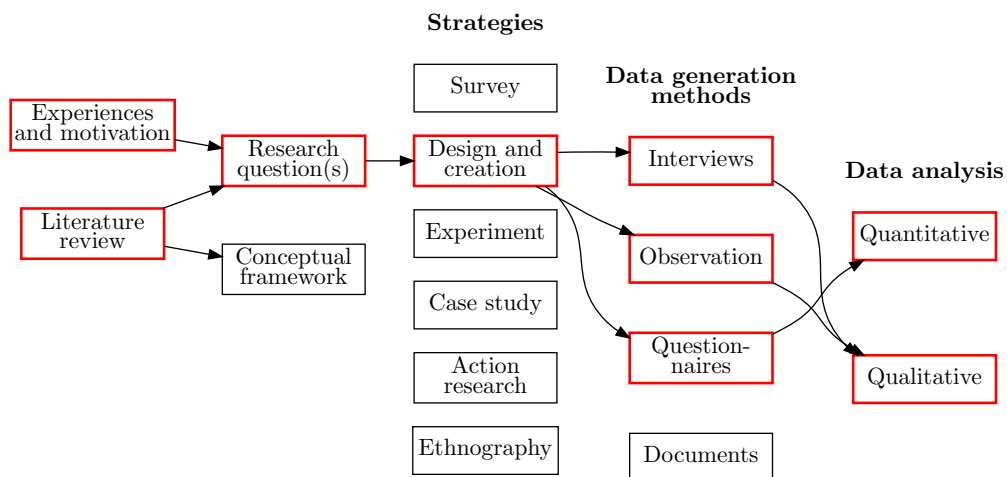 Strategies
Survey
Data generation
methods
Experiences
and motivation
Research
question(s)
Design and
creation
Interviews
Data analysis
Literature
review
Experiment
Quantitative
Conceptual
framework
Observation
Case study
Question-
naires
Action
research
Qualitative
Ethnography
Documents